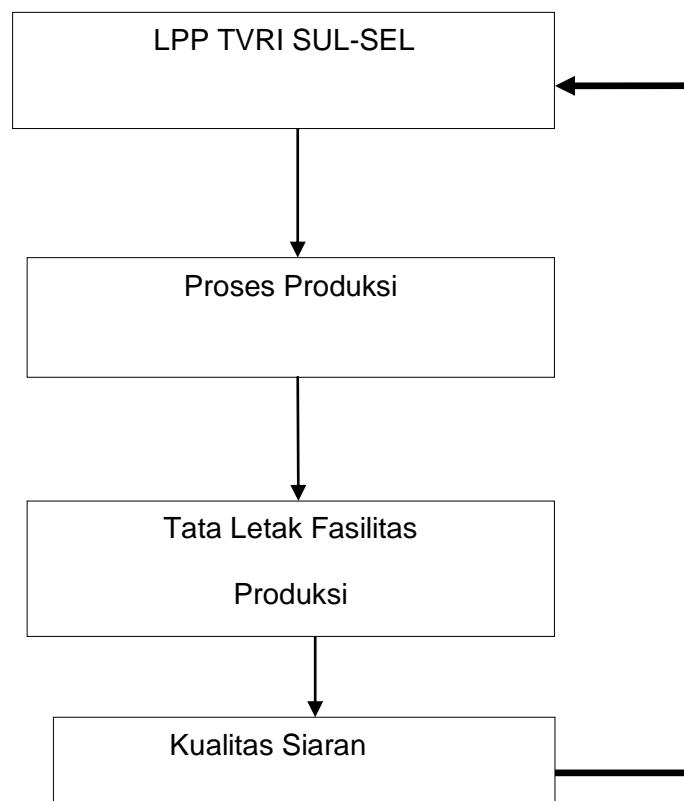 LPP TVRI SUL-SEL
Proses Produksi
Tata Letak Fasilitas
Produksi
Kualitas Siaran